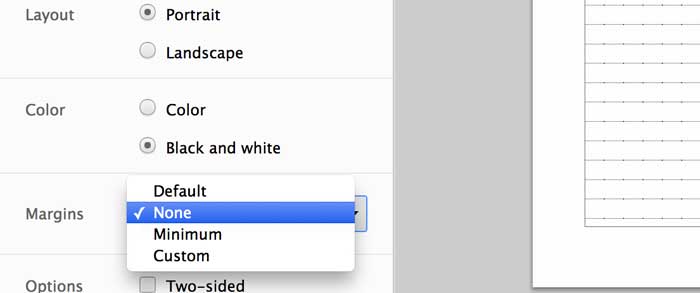 Layout Portrait
Landscape
Color Color
Black and white
Default
Margins ✓ None
Minimum
Custom
Options Two-sided